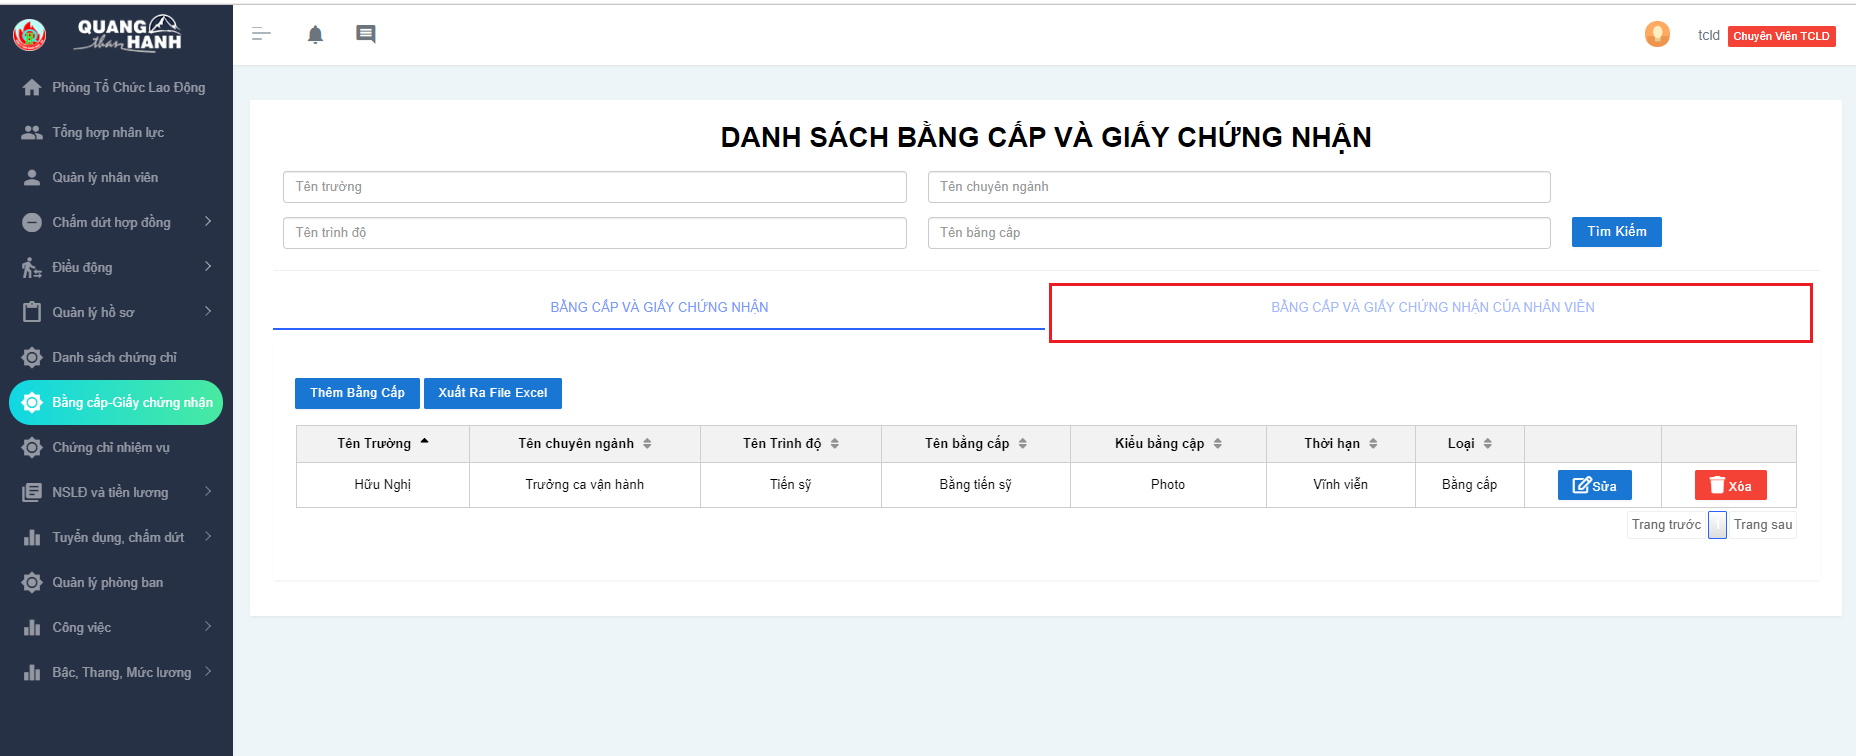 QUANG
than HANH
tcld Chuyên Viên TCLD
Phòng Tổ Chức Lao Động
Tổng hợp nhân lực
Quản lý nhân viên
Chấm dứt hợp đồng
Điều động
Quản lý hồ sơ
Danh sách chứng chỉ
Bằng cấp-Giấy chứng nhận
Chứng chỉ nhiệm vụ
NSLĐ và tiền lương
Tuyển dụng, chấm dứt
Quản lý phòng ban
Công việc
Bậc, Thang, Mức lương
DANH SÁCH BẰNG CẤP VÀ GIẤY CHỨNG NHẬN
Tên trường Tên chuyên ngành
Tên trình độ Tên bằng cấp Tìm Kiếm
BẰNG CẤP VÀ GIẤY CHỨNG NHẬN BẰNG CẤP VÀ GIẤY CHỨNG NHẬN CỦA NHÂN VIÊN
Thêm Bằng Cấp Xuất Ra File Excel
Tên Trường Tên chuyên ngành Tên Trình độ Tên bằng cấp Kiểu bằng cập Thời hạn Loại
Hữu Nghị Trưởng ca vận hành Tiến sỹ Bằng tiến sỹ Photo Vĩnh viễn Bằng cấp Sửa Xóa
Trang trước 1 Trang sau